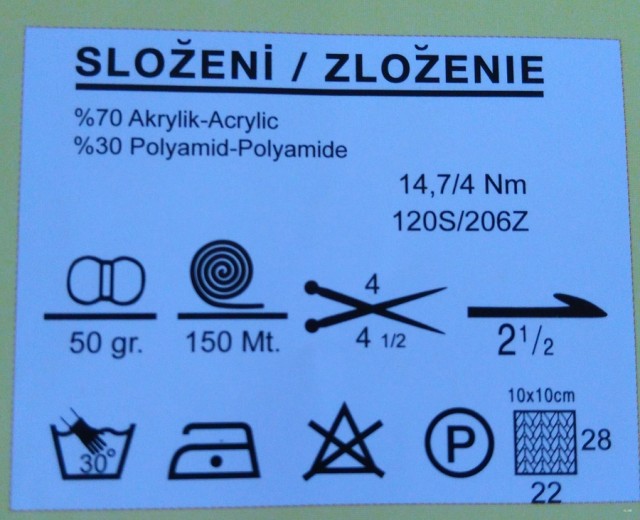 SLOŽENİ / ZLOŽENIE
%70 Akrylik-Acrylic
%30 Polyamid-Polyamide
14,7/4 Nm
120S/206Z
4
4 1/2
50 gr.
150 Mt.
2 1/2
30°
P
10x10cm
28
22